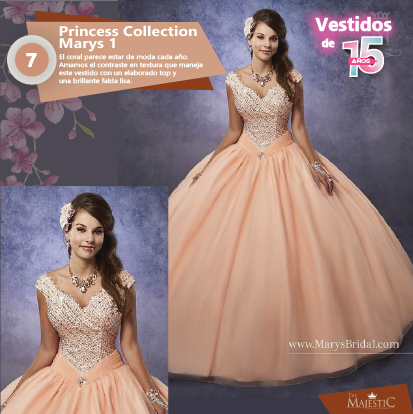 7
Princess Collection
Marys 1
El coral parece estar de moda cada año.
Amamos el contraste en textura que maneja
este vestido con un elaborado top y
una brillante falda lisa.
Vestidos
de 15
AÑOS
www.MarysBridal.com
THE
MAJESTIC